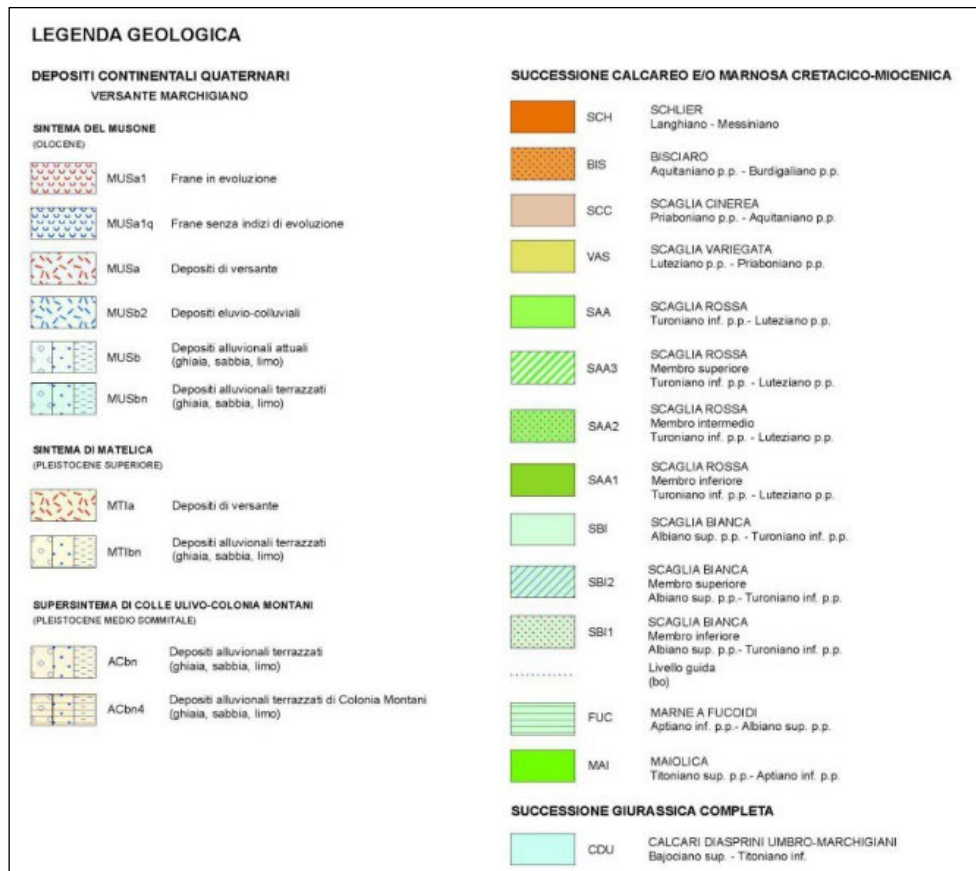 LEGENDA GEOLOGICA
DEPOSITI CONTINENTALI QUATERNARI
VERSANTE MARCHIGIANO
SINTEMA DEL MUSONE
(OLOCENE)
MUSa1 Frane in evoluzione
MUSa1q Frane senza indizi di evoluzione
MUSa Depositi di versante
MUSb2 Depositi eluvio-colluviali
MUSb Depositi alluvionali attuali
(ghiaia, sabbia, limo)
MUSbn Depositi alluvionali terrazzati
(ghiaia, sabbia, limo)
SINTEMA DI MATELICA
(PLEISTOCENE SUPERIORE)
MTIa Depositi di versante
MTIbn Depositi alluvionali terrazzati
(ghiaia, sabbia, limo)
SUPERSINTEMA DI COLLE ULIVO-COLONIA MONTANI
(PLEISTOCENE MEDIO SOMMITALE)
ACbn Depositi alluvionali terrazzati
(ghiaia, sabbia, limo)
ACbn4 Depositi alluvionali terrazzati di Colonia Montani
(ghiaia, sabbia, limo)
SUCCESSIONE CALCAREO E/O MARNOSA CRETACICO-MIOCENICA
SCH SCHLIER
Langhiano - Messiniano
BIS BISCIARO
Aquitaniano p.p. - Burdigaliano p.p.
SCC SCAGLIA CINEREA
Priaboniano p.p. - Aquitaniano p.p.
VAS SCAGLIA VARIEGATA
Luteziano p.p. - Priaboniano p.p.
SAA SCAGLIA ROSSA
Turoniano inf. p.p.- Luteziano p.p.
SAA3 SCAGLIA ROSSA
Membro superiore
Turoniano inf. p.p. - Luteziano p.p.
SAA2 SCAGLIA ROSSA
Membro intermedio
Turoniano inf. p.p. - Luteziano p.p.
SAA1 SCAGLIA ROSSA
Membro inferiore
Turoniano inf. p.p. - Luteziano p.p.
SBI SCAGLIA BIANCA
Albiano sup. p.p. - Turoniano inf. p.p.
SBI2 SCAGLIA BIANCA
Membro superiore
Albiano sup. p.p.- Turoniano inf. p.p.
SBI1 SCAGLIA BIANCA
Membro inferiore
Albiano sup. p.p.- Turoniano inf. p.p.
Livello guida
(bo)
FUC MARNE A FUCOIDI
Aptiano inf. p.p.- Albiano sup. p.p.
MAI MAIOLICA
Titoniano sup. p.p.- Aptiano inf. p.p.
SUCCESSIONE GIURASSICA COMPLETA
CDU CALCARI DIASPRINI UMBRO-MARCHIGIANI
Bajociano sup. - Titoniano inf.